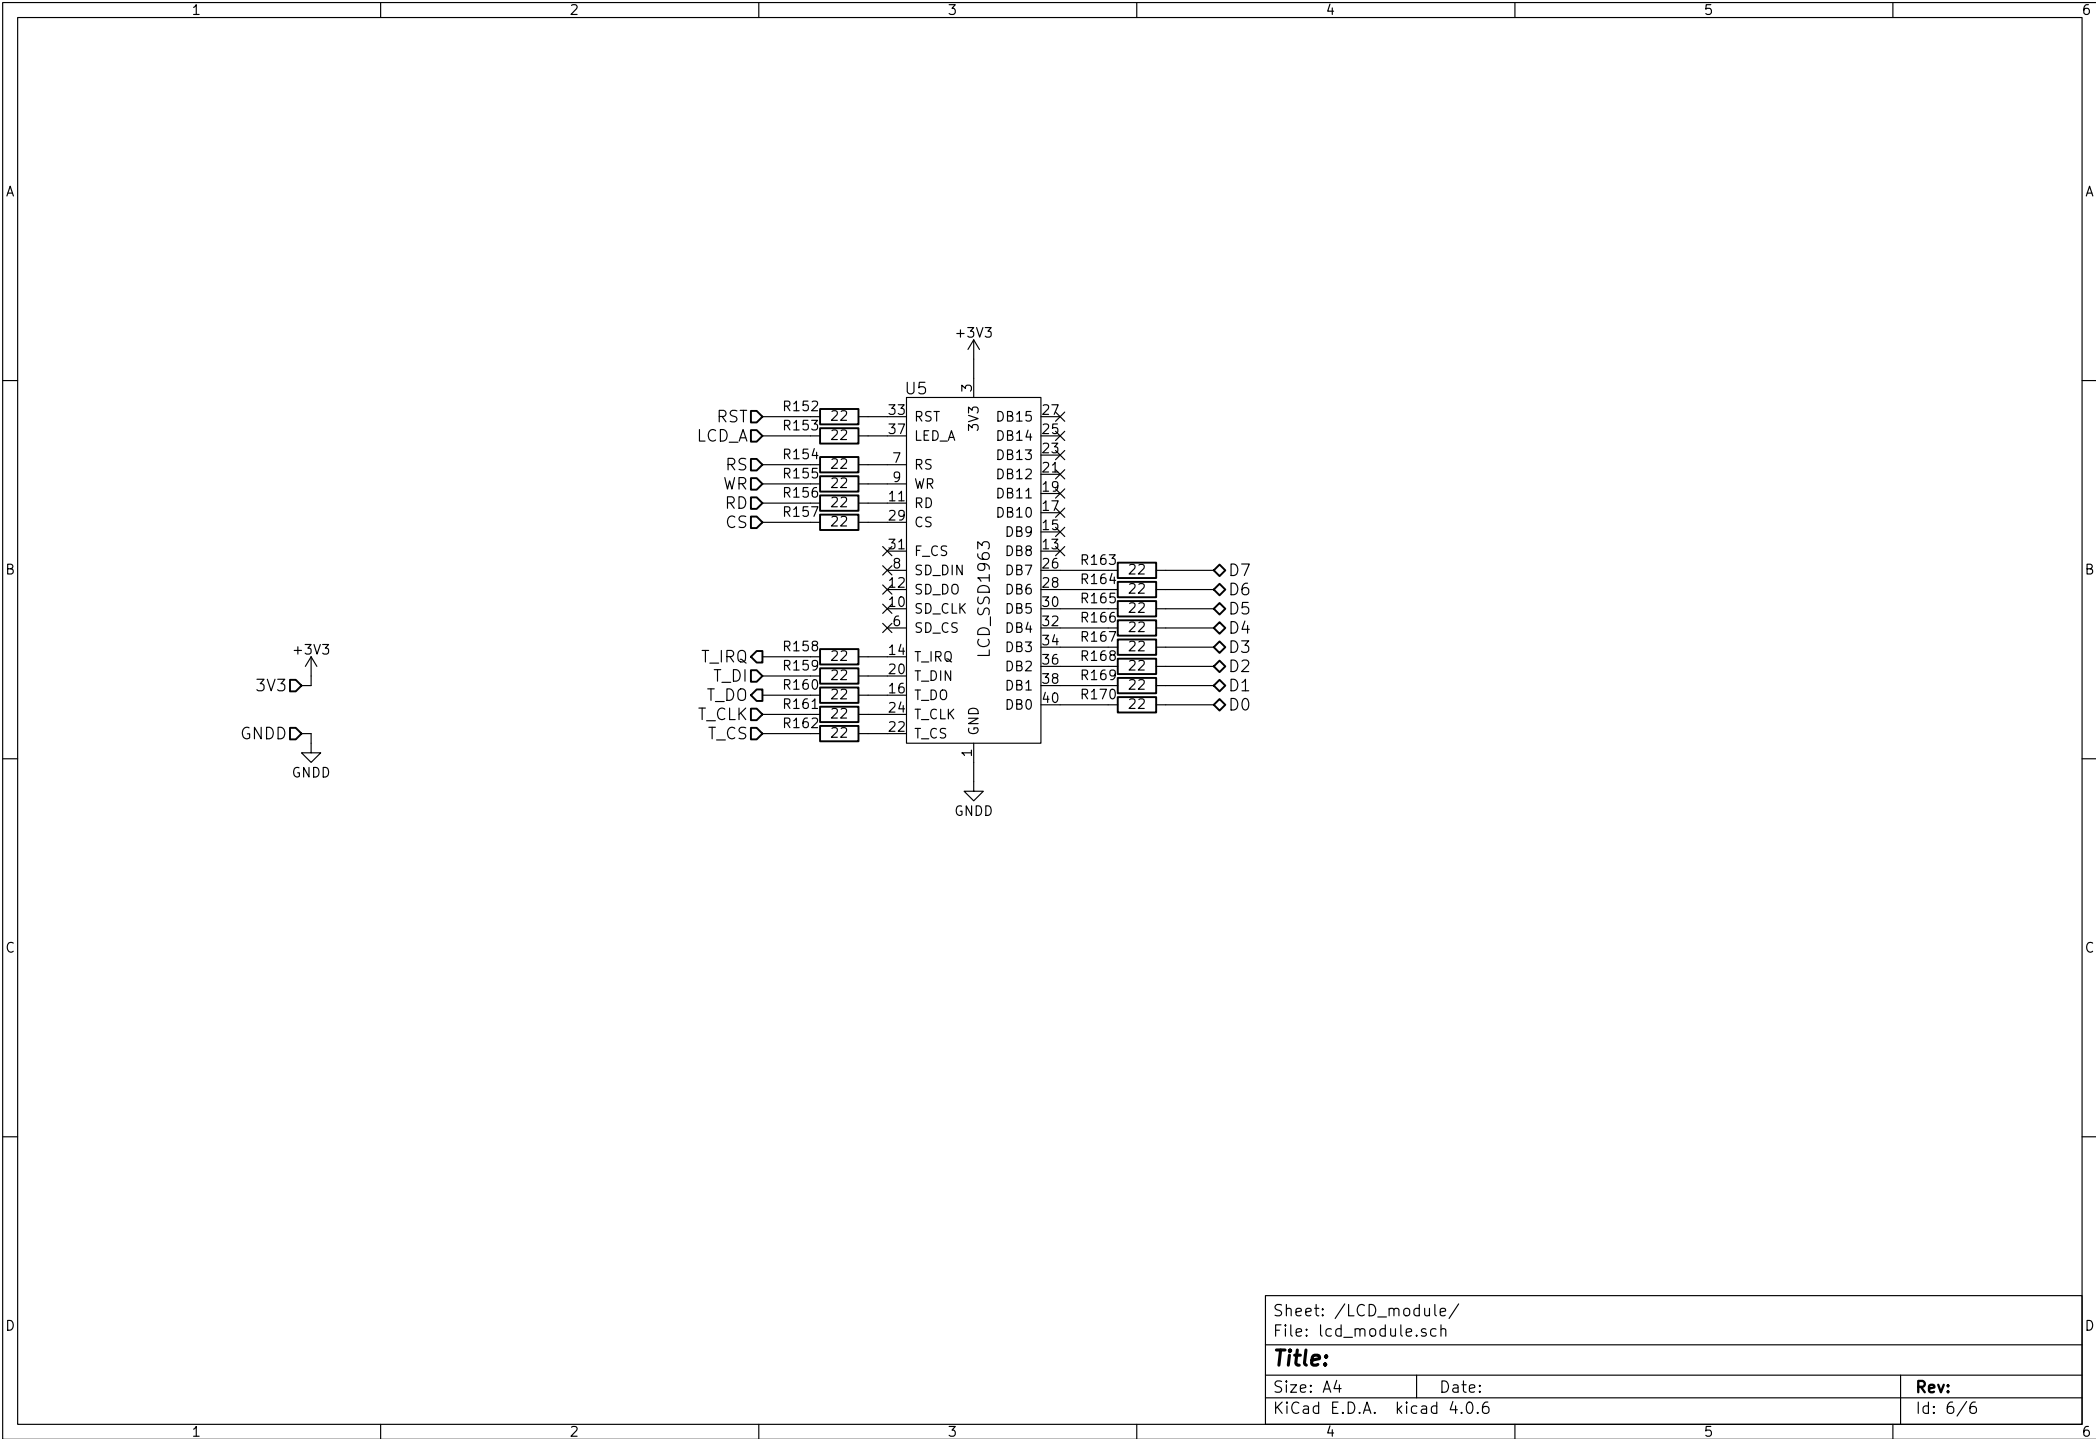 1 2 3 4 5 6
A A
+3V3
U5
3
3V3
RST R152 22 33 RST
DB15 27
LCD_A R153 22 37 LED_A
DB14 25
DB13 23
RS R154 22 7 RS
DB12 21
WR R155 22 9 WR
DB11 19
RD R156 22 11 RD
DB10 17
CS R157 22 29 CS
DB9 15
31 F_CS
DB8 13
B B
8 SD_DIN
DB7 26 R163 22 D7
12 SD_DO
DB6 28 R164 22 D6
10 SD_CLK
DB5 30 R165 22 D5
6 SD_CS
DB4 32 R166 22 D4
LCD_SSD1963
DB3 34 R167 22 D3
T_IRQ R158 22 14 T_IRQ
DB2 36 R168 22 D2
T_DI R159 22 20 T_DIN
DB1 38 R169 22 D1
T_DO R160 22 16 T_DO
DB0 40 R170 22 D0
T_CLK R161 22 24 T_CLK
T_CS R162 22 22 T_CS
GND
1
GNDD
+3V3
3V3
GNDD
GNDD
C C
D D
Sheet: /LCD_module/
File: lcd_module.sch
Title:
Size: A4 Date: Rev:
KiCad E.D.A. kicad 4.0.6 Id: 6/6
1 2 3 4 5 6